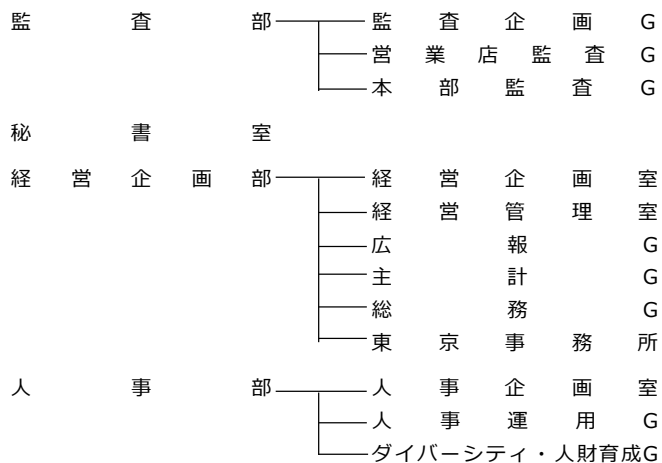 監査部 監査企画G
営業店監査G
本部監査G
秘書室
経営企画部 経営企画室
経営管理室
広報G
主計G
総務G
東京事務所
人事部 人事企画室
人事運用G
ダイバーシティ・人財育成G